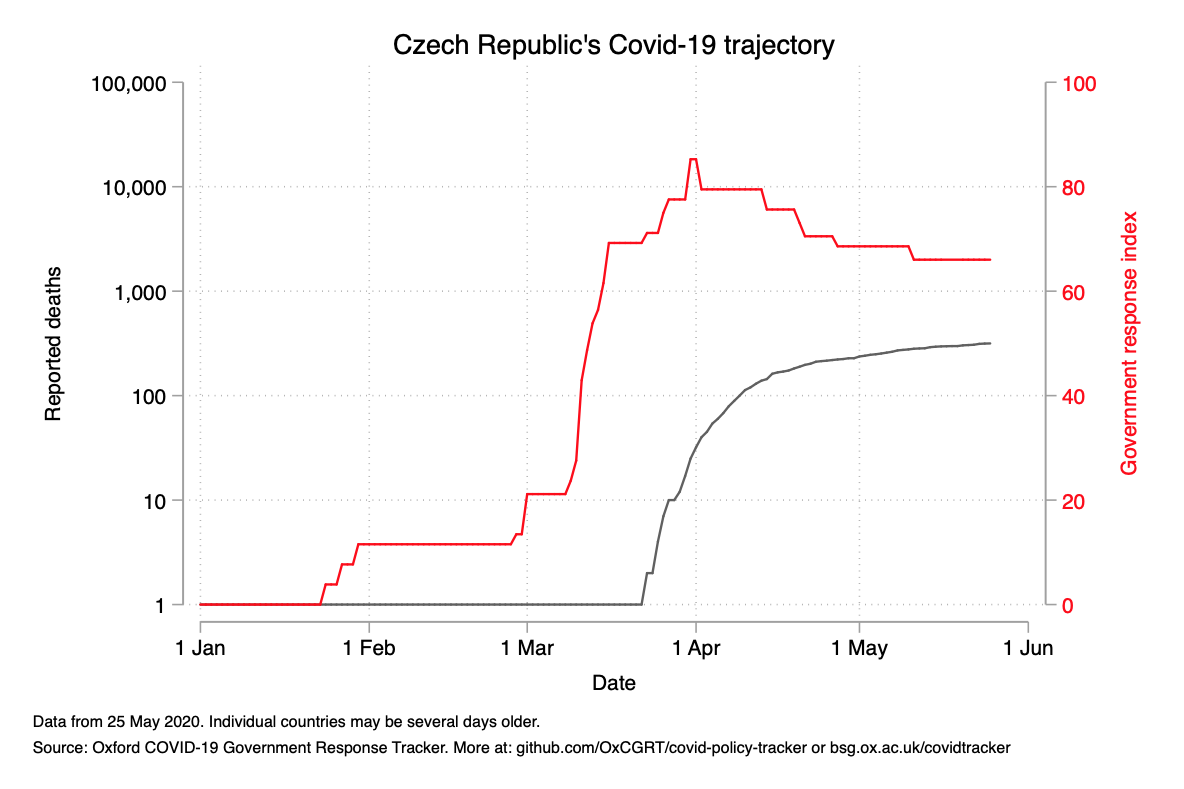 Czech Republic's Covid-19 trajectory
100,000
10,000
1,000
100
10
1
Reported deaths
100
80
60
40
20
0
Government response index
1 Jan
1 Feb
1 Mar
1 Apr
1 May
1 Jun
Date
Data from 25 May 2020. Individual countries may be several days older.
Source: Oxford COVID-19 Government Response Tracker. More at: github.com/OxCGRT/covid-policy-tracker or bsg.ox.ac.uk/covidtracker